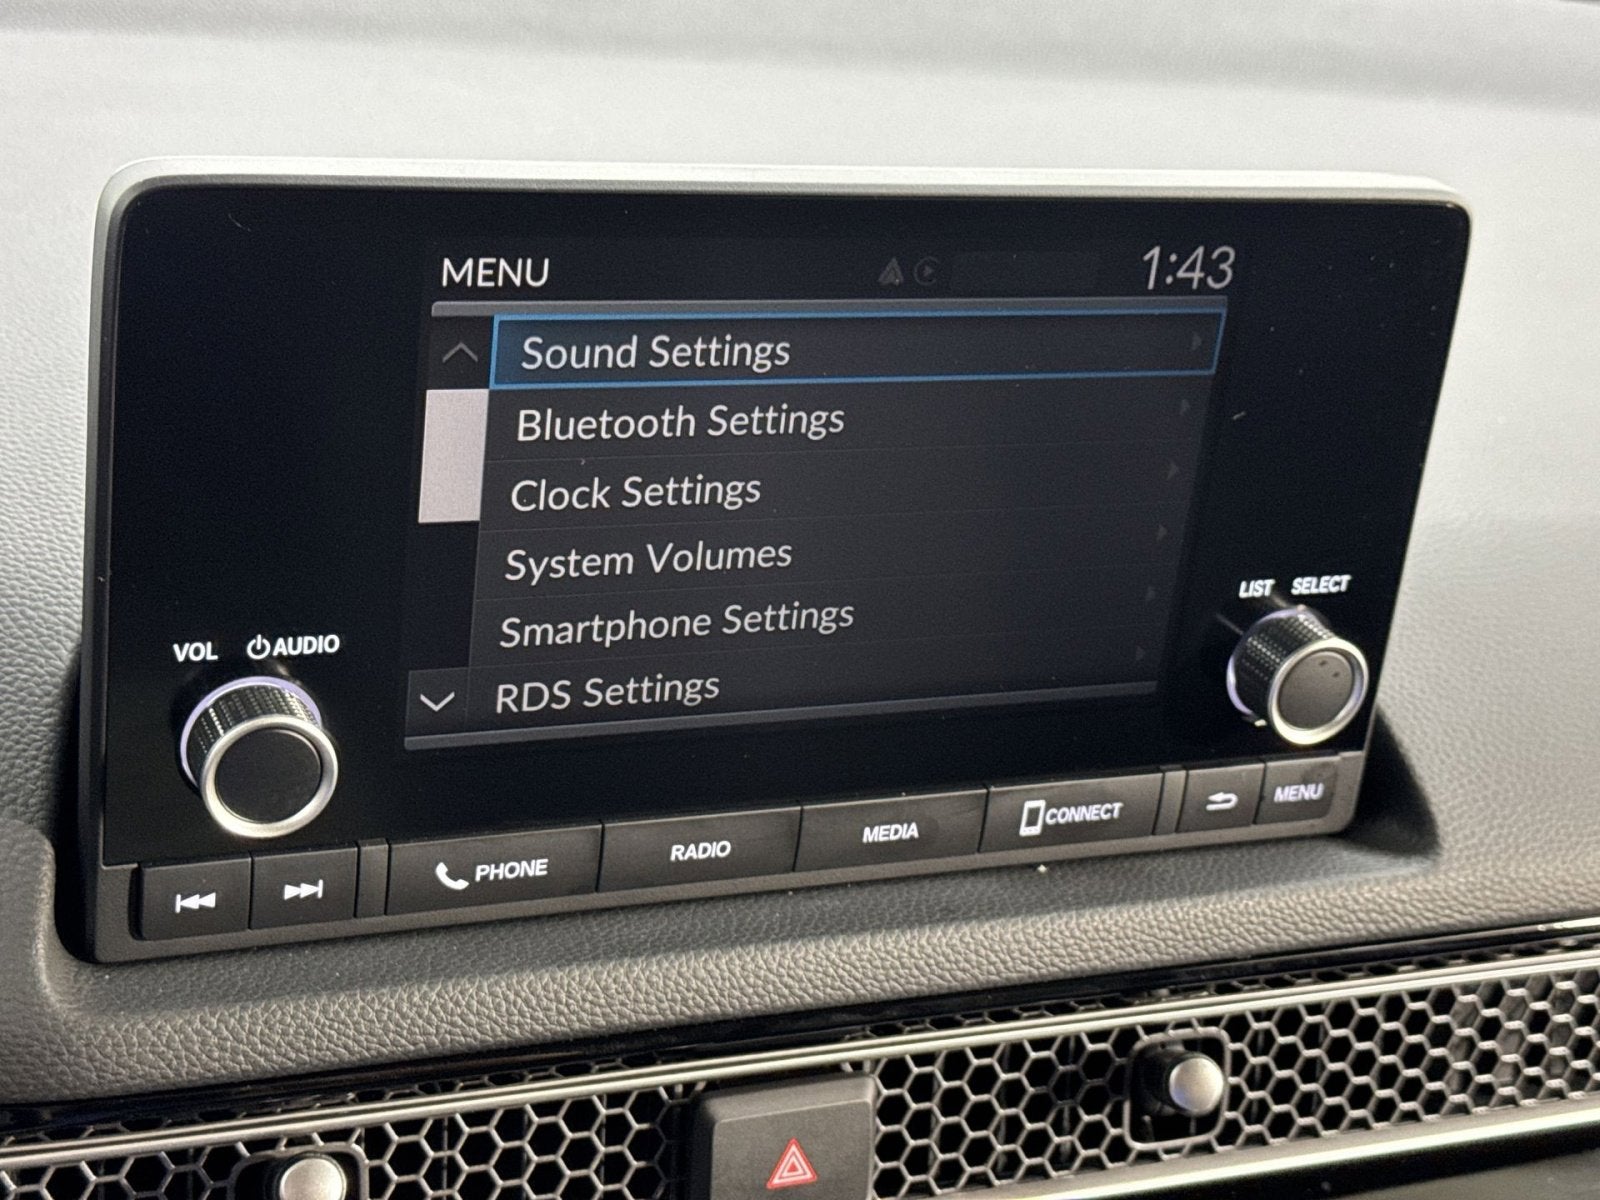 MENU
1:43
Sound Settings
Bluetooth Settings
Clock Settings
System Volumes
Smartphone Settings
RDS Settings
VOL AUDIO
LIST SELECT
PHONE
RADIO
MEDIA
CONNECT
MENU